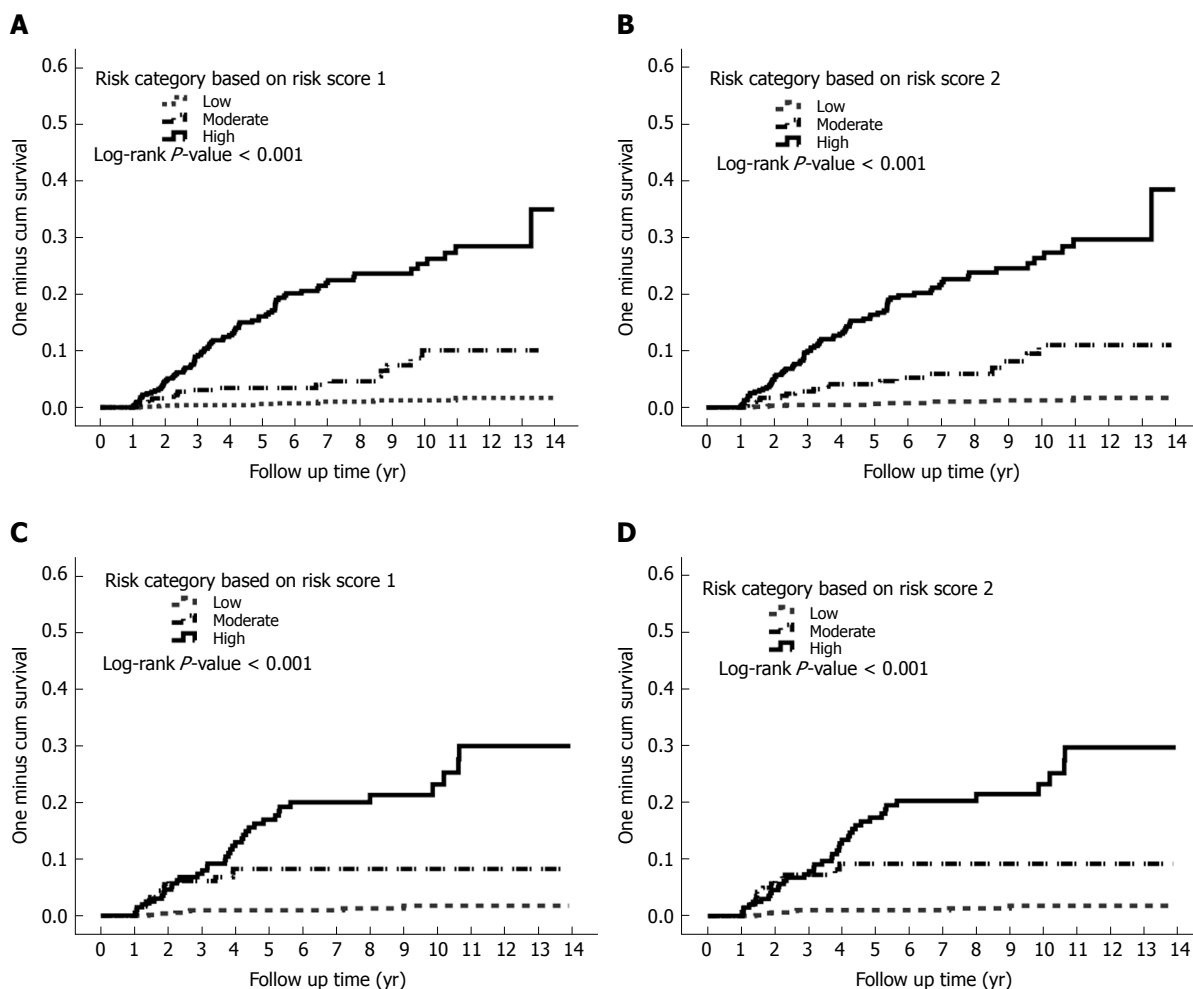 A
One minus cum survival
0.6
0.5
0.4
0.3
0.2
0.1
0.0
Risk category based on risk score 1
Low
Moderate
High
Log-rank P-value < 0.001
0 1 2 3 4 5 6 7 8 9 10 11 12 13 14
Follow up time (yr)
B
One minus cum survival
0.6
0.5
0.4
0.3
0.2
0.1
0.0
Risk category based on risk score 2
Low
Moderate
High
Log-rank P-value < 0.001
0 1 2 3 4 5 6 7 8 9 10 11 12 13 14
Follow up time (yr)
C
One minus cum survival
0.6
0.5
0.4
0.3
0.2
0.1
0.0
Risk category based on risk score 1
Low
Moderate
High
Log-rank P-value < 0.001
0 1 2 3 4 5 6 7 8 9 10 11 12 13 14
Follow up time (yr)
D
One minus cum survival
0.6
0.5
0.4
0.3
0.2
0.1
0.0
Risk category based on risk score 2
Low
Moderate
High
Log-rank P-value < 0.001
0 1 2 3 4 5 6 7 8 9 10 11 12 13 14
Follow up time (yr)